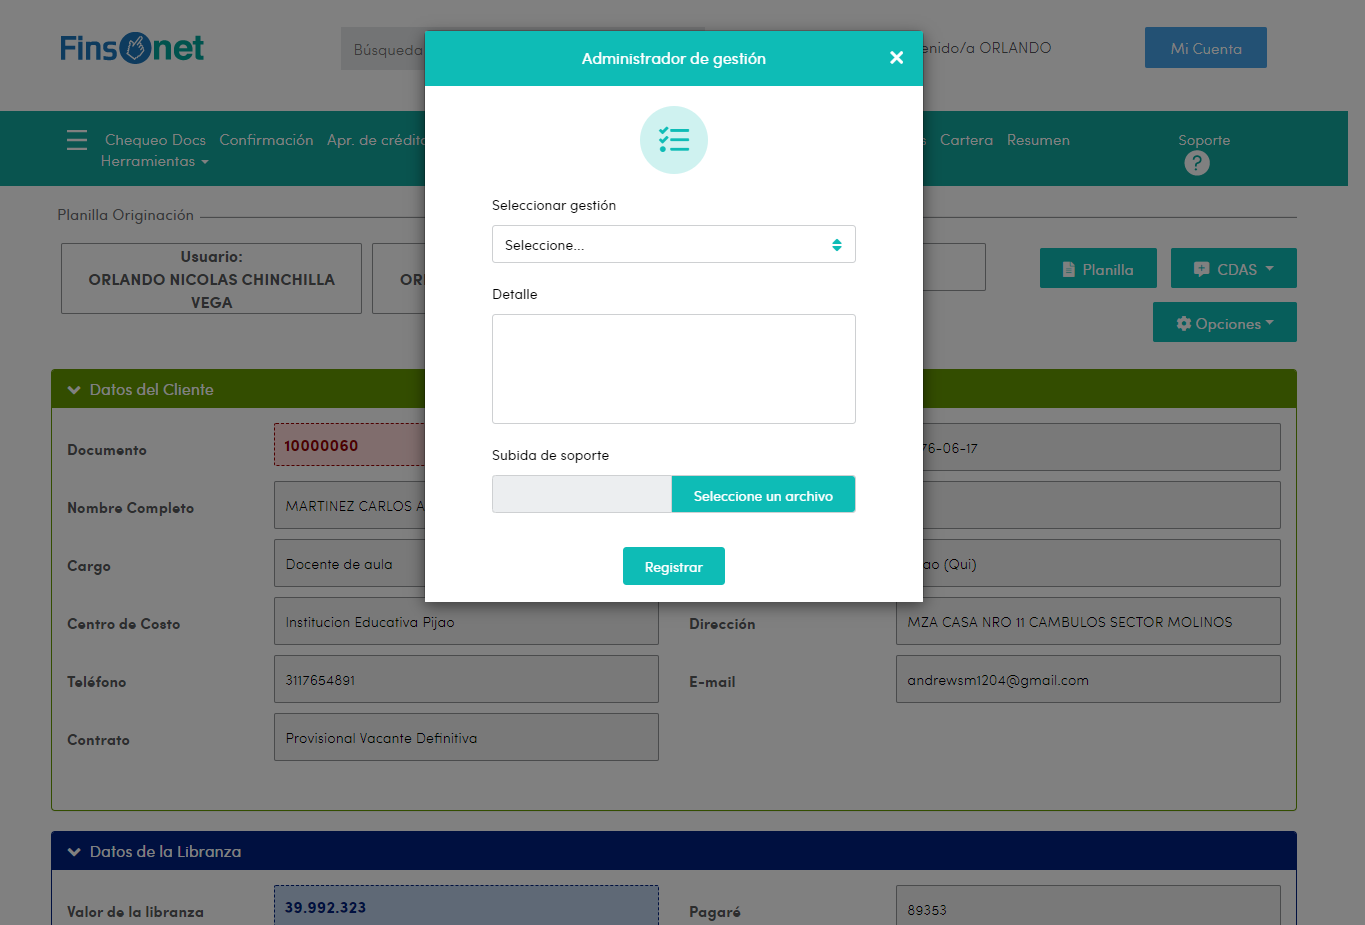 Finsonet
Búsqueda
Administrador de gestión
enido/a ORLANDO
Mi Cuenta
Chequeo Docs Confirmación Apr. de crédito
Cartera Resumen
Soporte
Herramientas
?
Planilla Originación
Seleccionar gestión
Seleccione...
Usuario:
ORLANDO NICOLAS CHINCHILLA
VEGA
OR
Planilla
CDAS
Opciones
Detalle
Datos del Cliente
Documento
10000060
76-06-17
Subida de soporte
Seleccione un archivo
Nombre Completo
MARTINEZ CARLOS A
Cargo
Docente de aula
ao (Qui)
Registrar
Centro de Costo
Institucion Educativa Pijao
Dirección
MZA CASA NRO 11 CAMBULOS SECTOR MOLINOS
Teléfono
3117654891
E-mail
andrewsm1204@gmail.com
Contrato
Provisional Vacante Definitiva
Datos de la Libranza
Valor de la libranza
39.992.323
Pagaré
89353